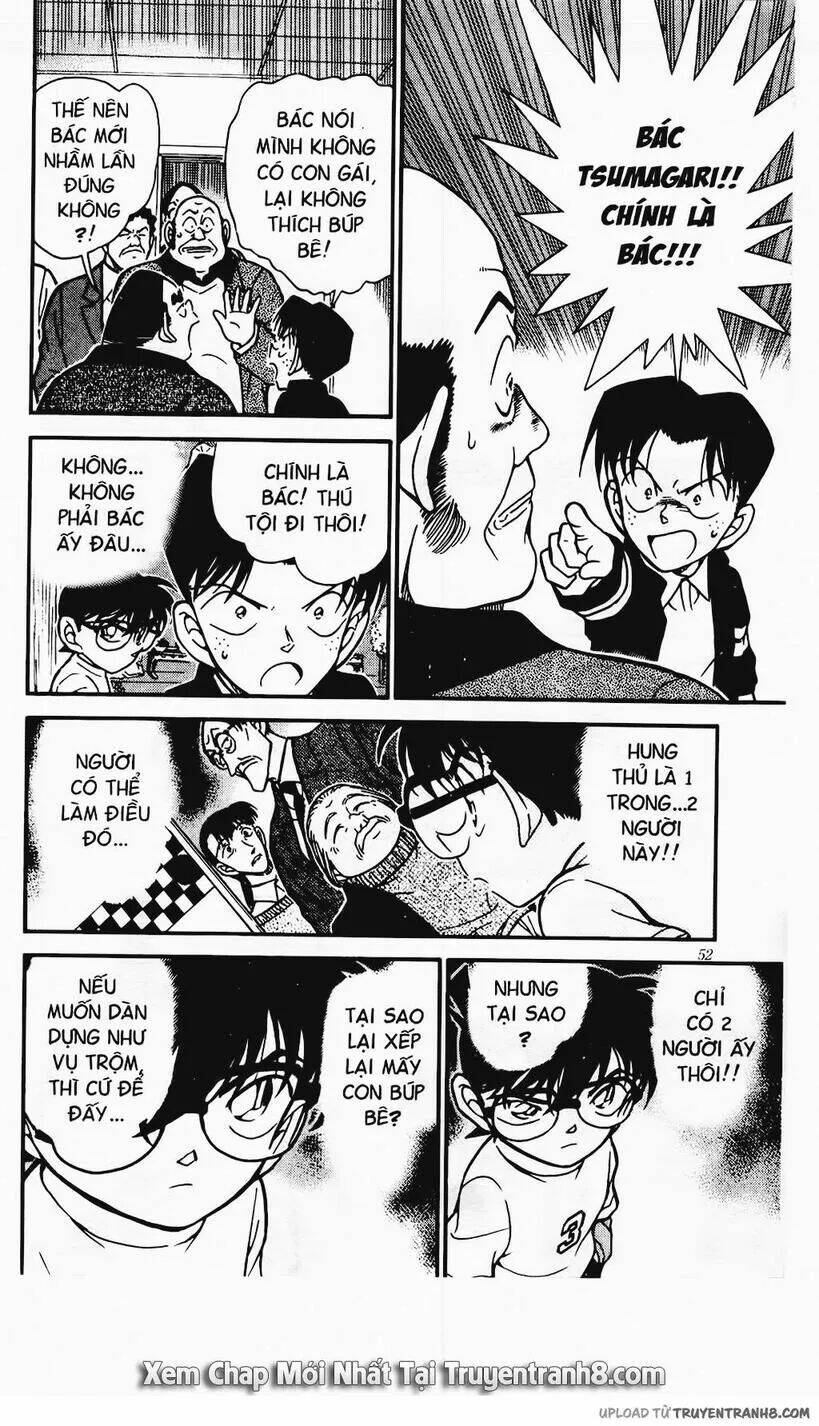 BÁC
TSUMAGARI!!
CHÍNH LÀ
BÁC!!!
BÁC NÓI
MÌNH KHÔNG
CÓ CON GÁI,
LẠI KHÔNG
THÍCH BÚP
BÊ!
THẾ NÊN
BÁC MỚI
NHẦM LẪN
ĐÚNG
KHÔNG
?!
CHÍNH LÀ
BÁC! THÚ
TỘI ĐI THÔI!
KHÔNG...
KHÔNG
PHẢI BÁC
ẤY ĐÂU...
HUNG
THỦ LÀ 1
TRONG...2
NGƯỜI
NÀY!!
NGƯỜI
CÓ THỂ
LÀM ĐIỀU
ĐÓ...
52
CHỈ
CÓ 2
NGƯỜI ẤY
THÔI!!
NHƯNG
TẠI SAO
?
3
TẠI SAO
LẠI XẾP
LẠI MẤY
CON BÚP
BÊ?
NẾU
MUỐN DÀN
DỰNG NHƯ
VỤ TRỘM,
THÌ CỨ ĐỂ
ĐẤY...
Xem Chap Mới Nhất Tại Truyentranh8.com
UPLOAD TỪ TRUYENTRANH8.COM